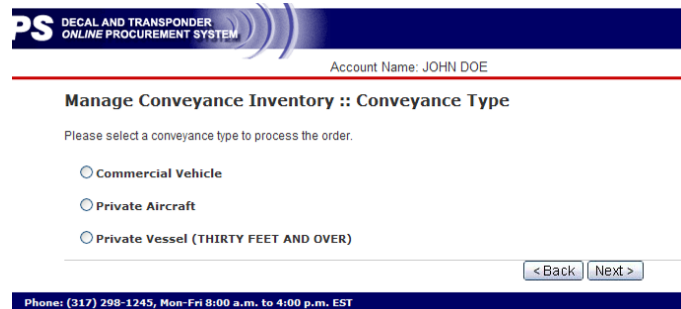 PS DECAL AND TRANSPONDER
ONLINE PROCUREMENT SYSTEM
Account Name: JOHN DOE
Manage Conveyance Inventory :: Conveyance Type
Please select a conveyance type to process the order.
Commercial Vehicle
Private Aircraft
Private Vessel (THIRTY FEET AND OVER)
< Back Next >
Phone: (317) 298-1245, Mon-Fri 8:00 a.m. to 4:00 p.m. EST